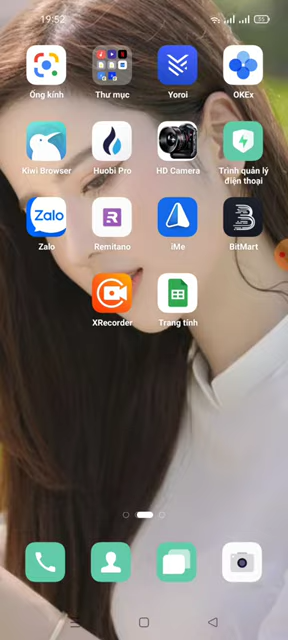 19:52
55
Ống kính
Thư mục
Yoroi
OKEx
Kiwi Browser
Huobi Pro
HD Camera
Trình quản lý
điện thoại
Zalo
Zalo
Remitano
iMe
BitMart
XRecorder
Trang tính